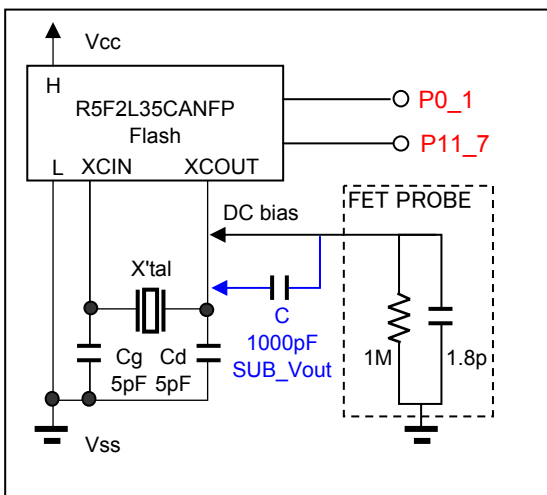 Vcc
H
R5F2L35CANFP
Flash
P0_1
P11_7
L XCIN XCOUT
DC bias
FET PROBE
X'tal
C
1000pF
SUB_Vout
Cg Cd
5pF 5pF
1M
1.8p
Vss